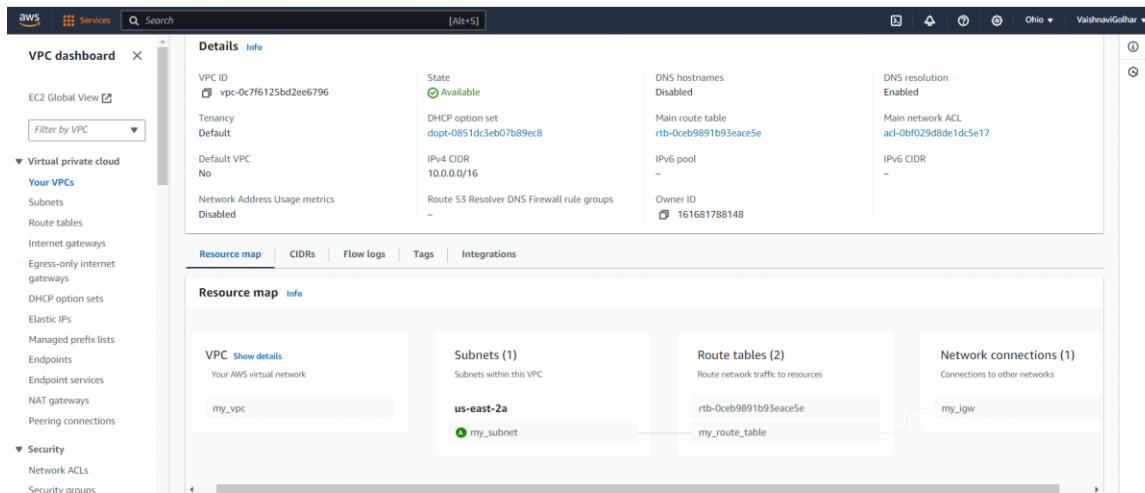 aws Services Search [Alt+S] Ohio VaishnaviGolhar
VPC dashboard
EC2 Global View
Filter by VPC
Virtual private cloud
Your VPCs
Subnets
Route tables
Internet gateways
Egress-only internet
gateways
DHCP option sets
Elastic IPs
Managed prefix lists
Endpoints
Endpoint services
NAT gateways
Peering connections
Security
Network ACLs
Security groups
Details Info
VPC ID
vpc-0c7f6125bd2ee6796
State
Available
DNS hostnames
Disabled
DNS resolution
Enabled
Tenancy
Default
DHCP option set
dopt-0851dc3eb07b89ec8
Main route table
rtb-0ceb9891b93eace5e
Main network ACL
acl-0bf029d8de1dc5e17
Default VPC
No
IPv4 CIDR
10.0.0.0/16
IPv6 pool
–
IPv6 CIDR
–
Network Address Usage metrics
Disabled
Route 53 Resolver DNS Firewall rule groups
–
Owner ID
161681788148
Resource map CIDRs Flow logs Tags Integrations
Resource map Info
VPC Show details
Your AWS virtual network
my_vpc
Subnets (1)
Subnets within this VPC
us-east-2a
A my_subnet
Route tables (2)
Route network traffic to resources
rtb-0ceb9891b93eace5e
my_route_table
Network connections (1)
Connections to other networks
my_igw